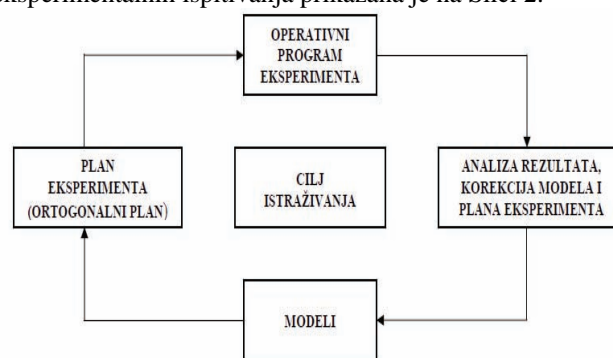 eksperimentalnih ispitivanja prikazana je na Slici 2.
OPERATIVNI
PROGRAM
EKSPERIMENTA
PLAN
EKSPERIMENTA
(ORTOGONALNI PLAN)
CILJ
ISTRAŽIVANJA
ANALIZA REZULTATA,
KOREKCIJA MODELA I
PLANA EKSPERIMENTA
MODELI